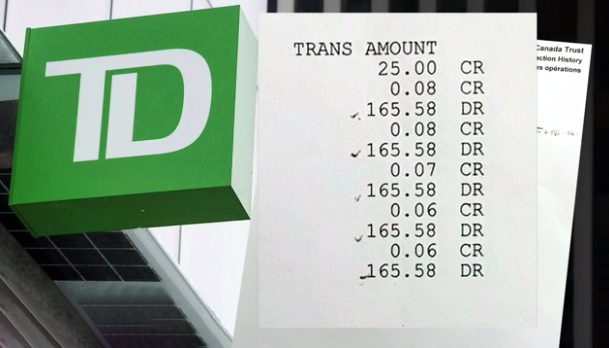 TD
TRANS AMOUNT
25.00 CR
0.08 CR
165.58 DR
0.08 CR
165.58 DR
0.07 CR
165.58 DR
0.06 CR
165.58 DR
0.06 CR
165.58 DR
Canada Trust
action History
es opérations